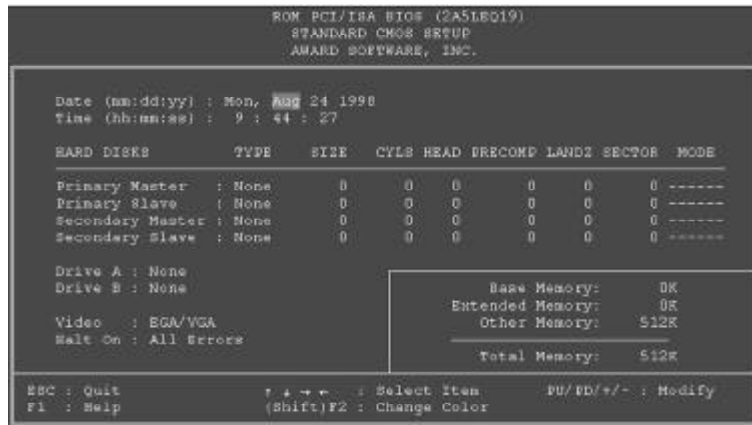 ROM PCI/ISA BIOS (2A5LEQ19)
STANDARD CMOS SETUP
AWARD SOFTWARE, INC.
Date (mm:dd:yy) : Mon, Aug 24 1998
Time (hh:mm:ss) : 9 : 44 : 27
HARD DISKS TYPE SIZE CYLS HEAD PRECOMP LANDZ SECTOR MODE
Primary Master : None 0 0 0 0 0 0 ------
Primary Slave : None 0 0 0 0 0 0 ------
Secondary Master : None 0 0 0 0 0 0 ------
Secondary Slave : None 0 0 0 0 0 0 ------
Drive A : None
Drive B : None
Video : EGA/VGA
Halt On : All Errors
Base Memory: 0K
Extended Memory: 0K
Other Memory: 512K
Total Memory: 512K
ESC : Quit ↑ ↓ → ← : Select Item PU/PD/+/- : Modify
F1 : Help (Shift)F2 : Change Color